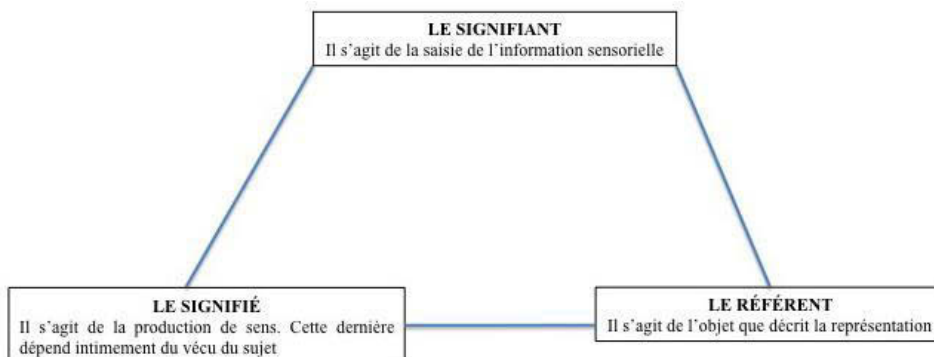 LE SIGNIFIANT
Il s'agit de la saisie de l'information sensorielle
LE SIGNIFIÉ
Il s'agit de la production de sens. Cette dernière
dépend intimement du vécu du sujet
LE RÉFÉRENT
Il s'agit de l'objet que décrit la représentation